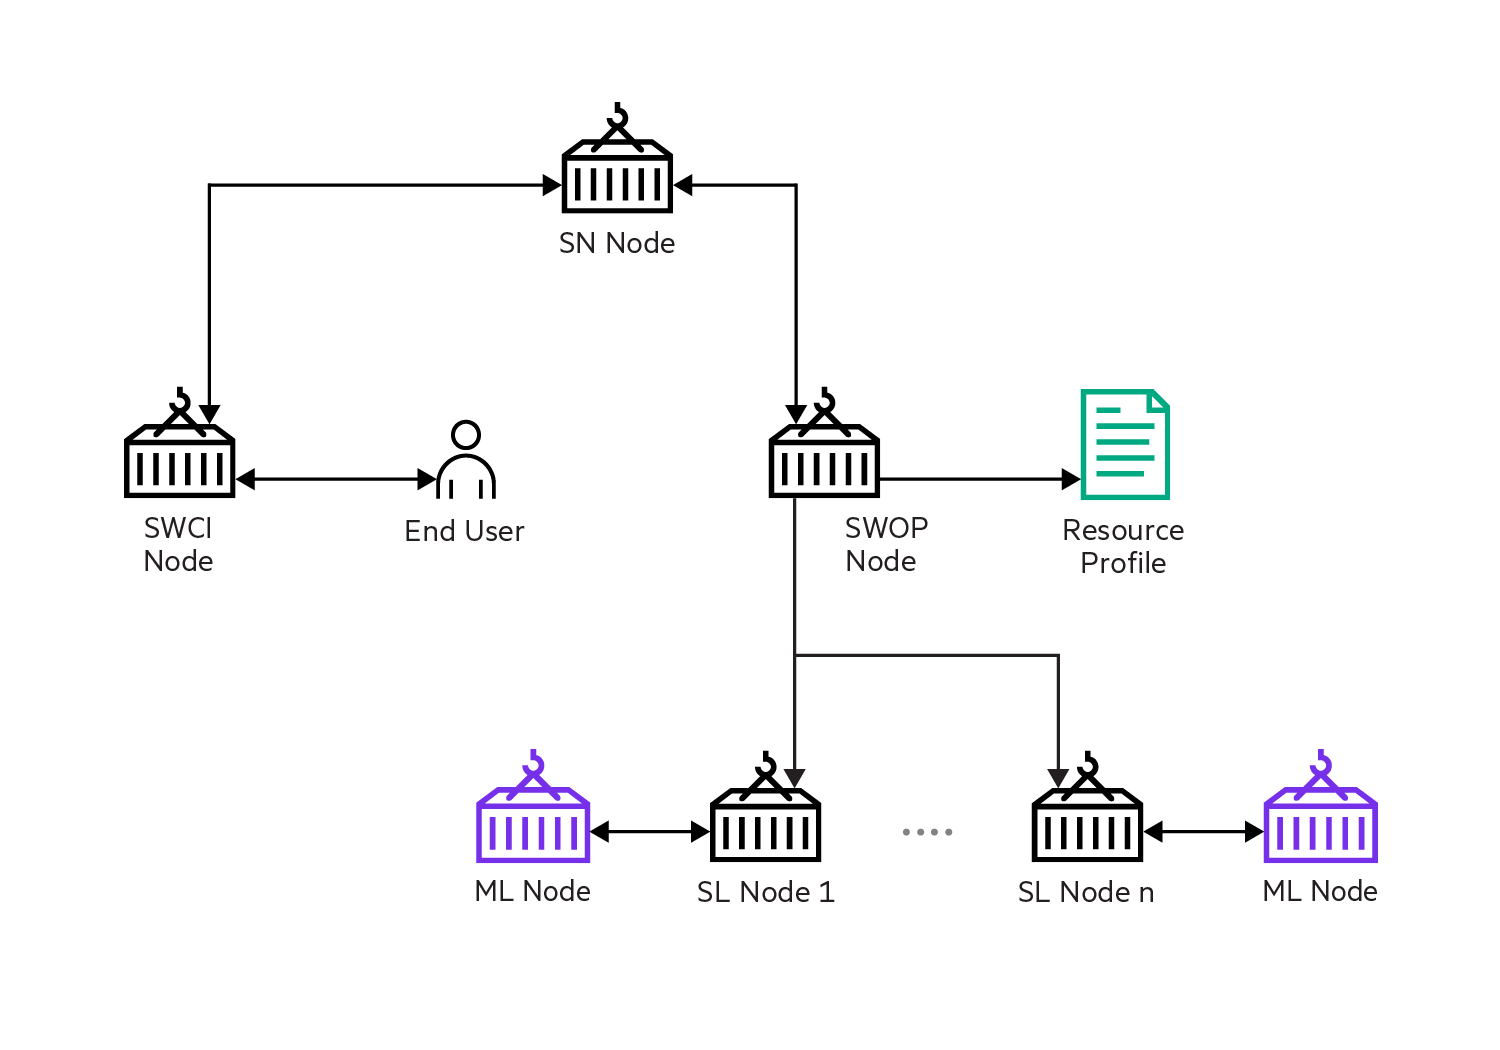 SN Node
SWCI
Node
End User
SWOP
Node
Resource
Profile
ML Node
SL Node 1
SL Node n
ML Node